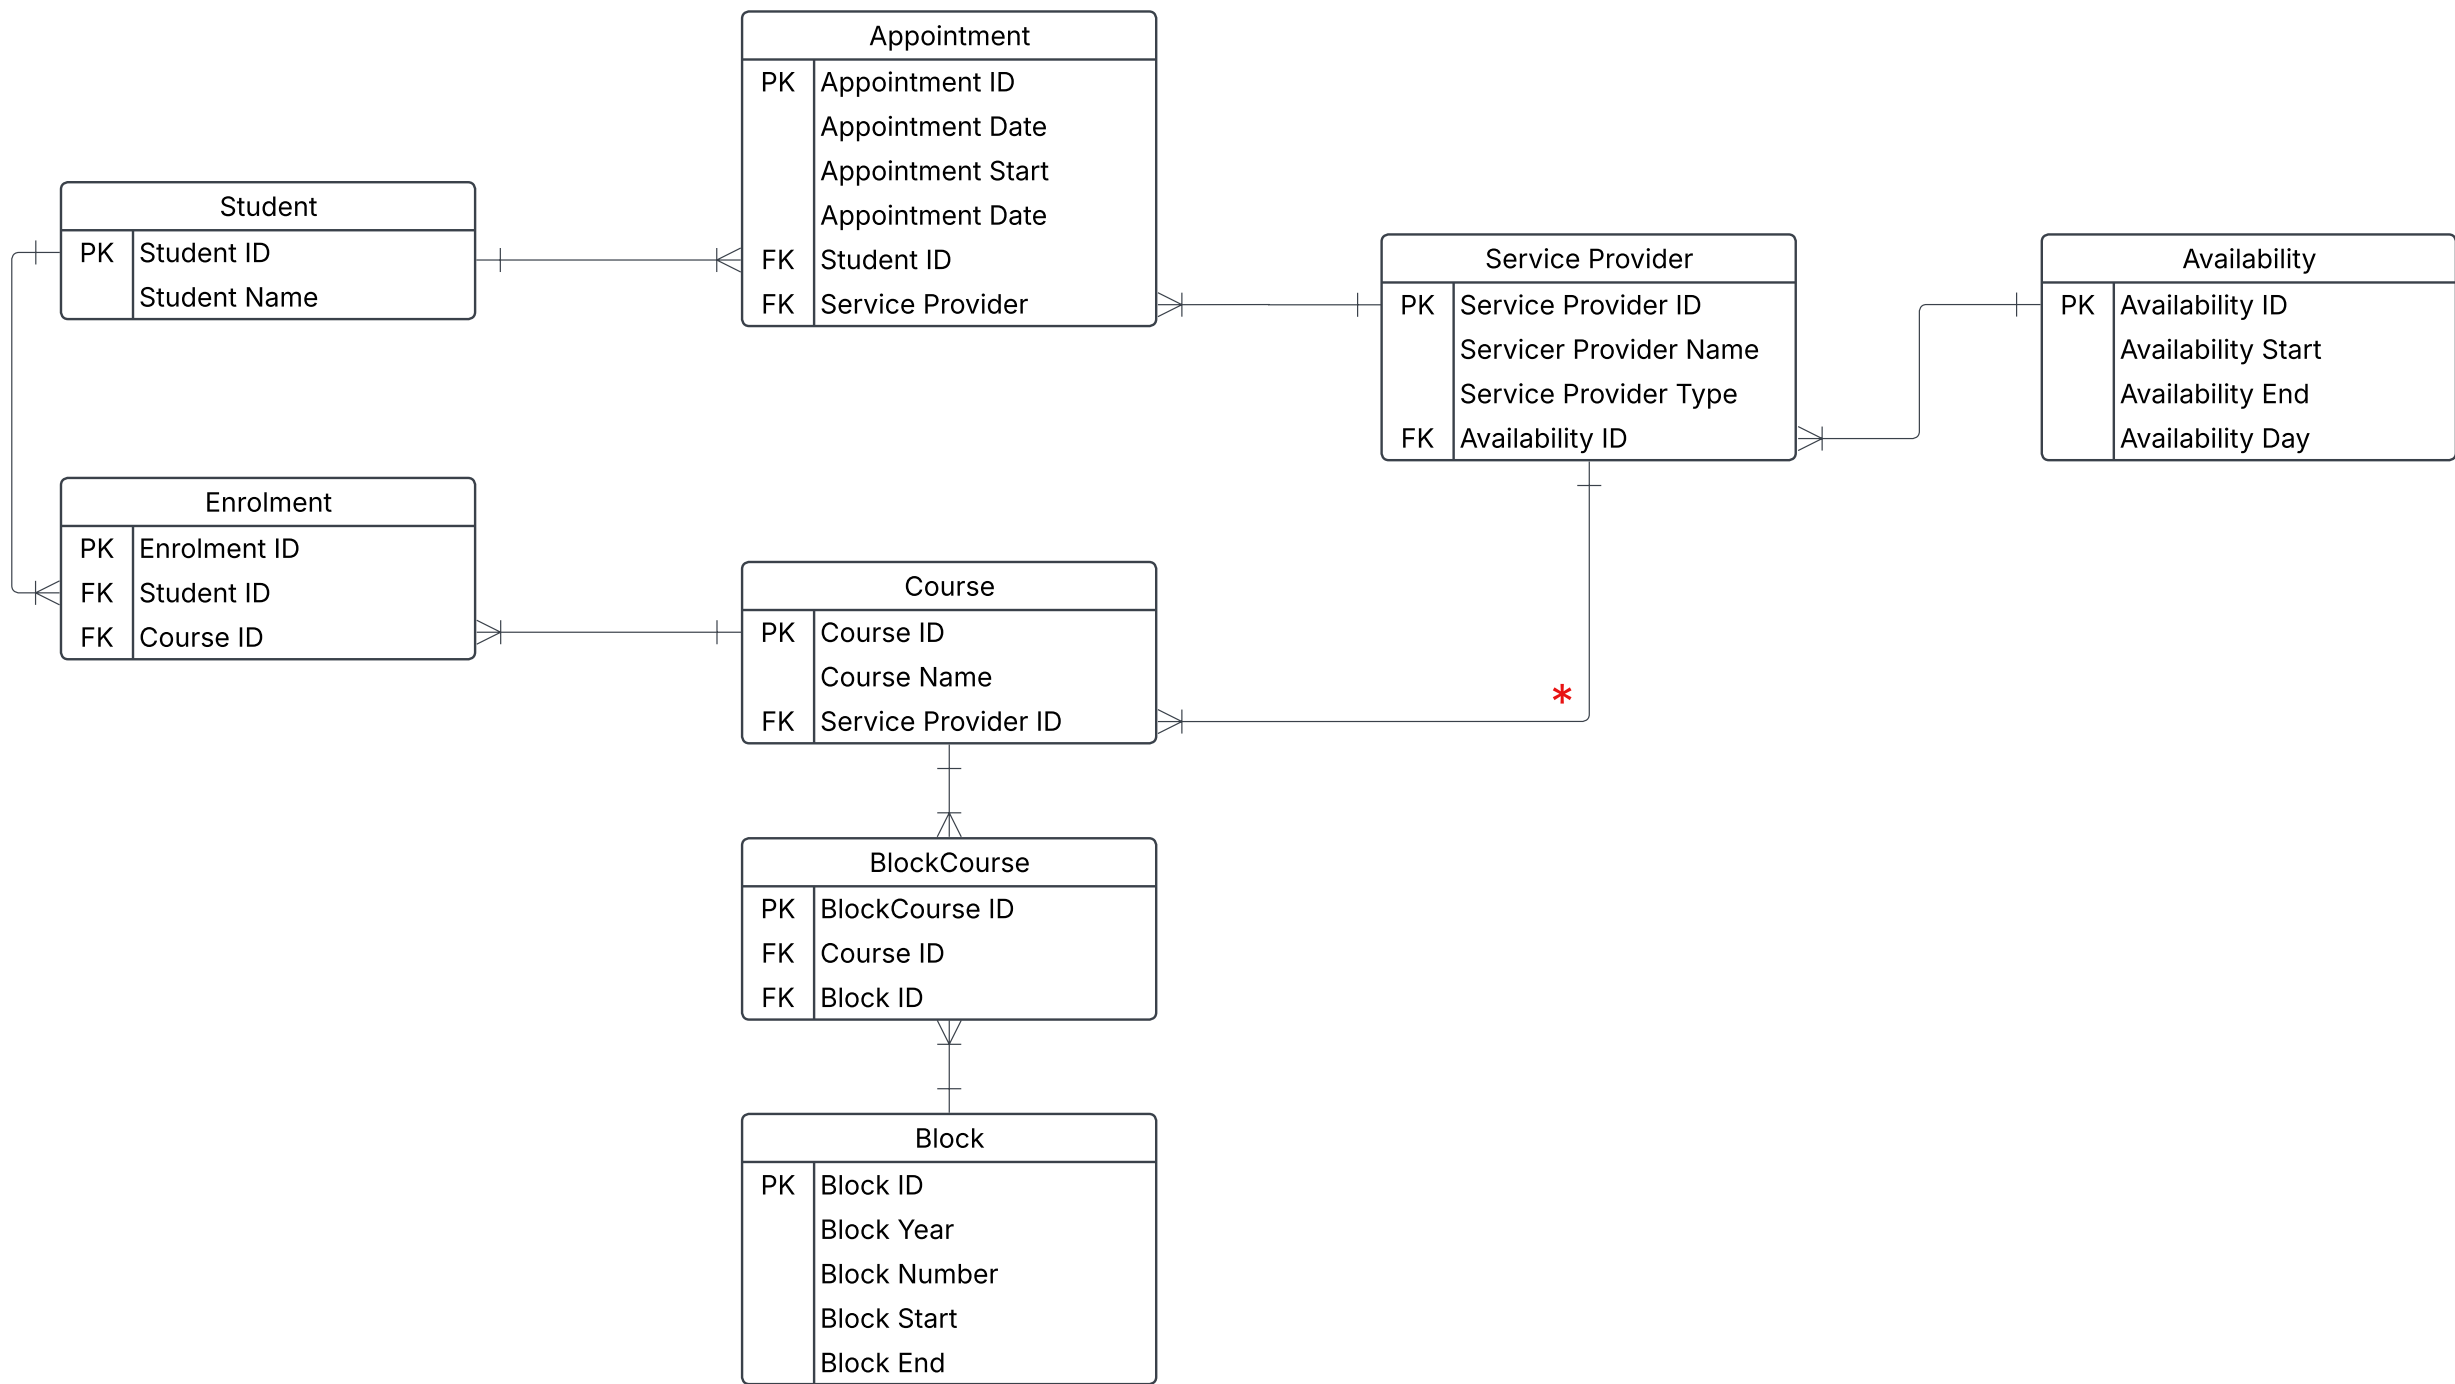 Appointment
PK Appointment ID
Appointment Date
Appointment Start
Appointment Date
FK Student ID
FK Service Provider
Student
PK Student ID
Student Name
Service Provider
PK Service Provider ID
Servicer Provider Name
Service Provider Type
FK Availability ID
Availability
PK Availability ID
Availability Start
Availability End
Availability Day
Enrolment
PK Enrolment ID
FK Student ID
FK Course ID
Course
PK Course ID
Course Name
FK Service Provider ID
*
BlockCourse
PK BlockCourse ID
FK Course ID
FK Block ID
Block
PK Block ID
Block Year
Block Number
Block Start
Block End